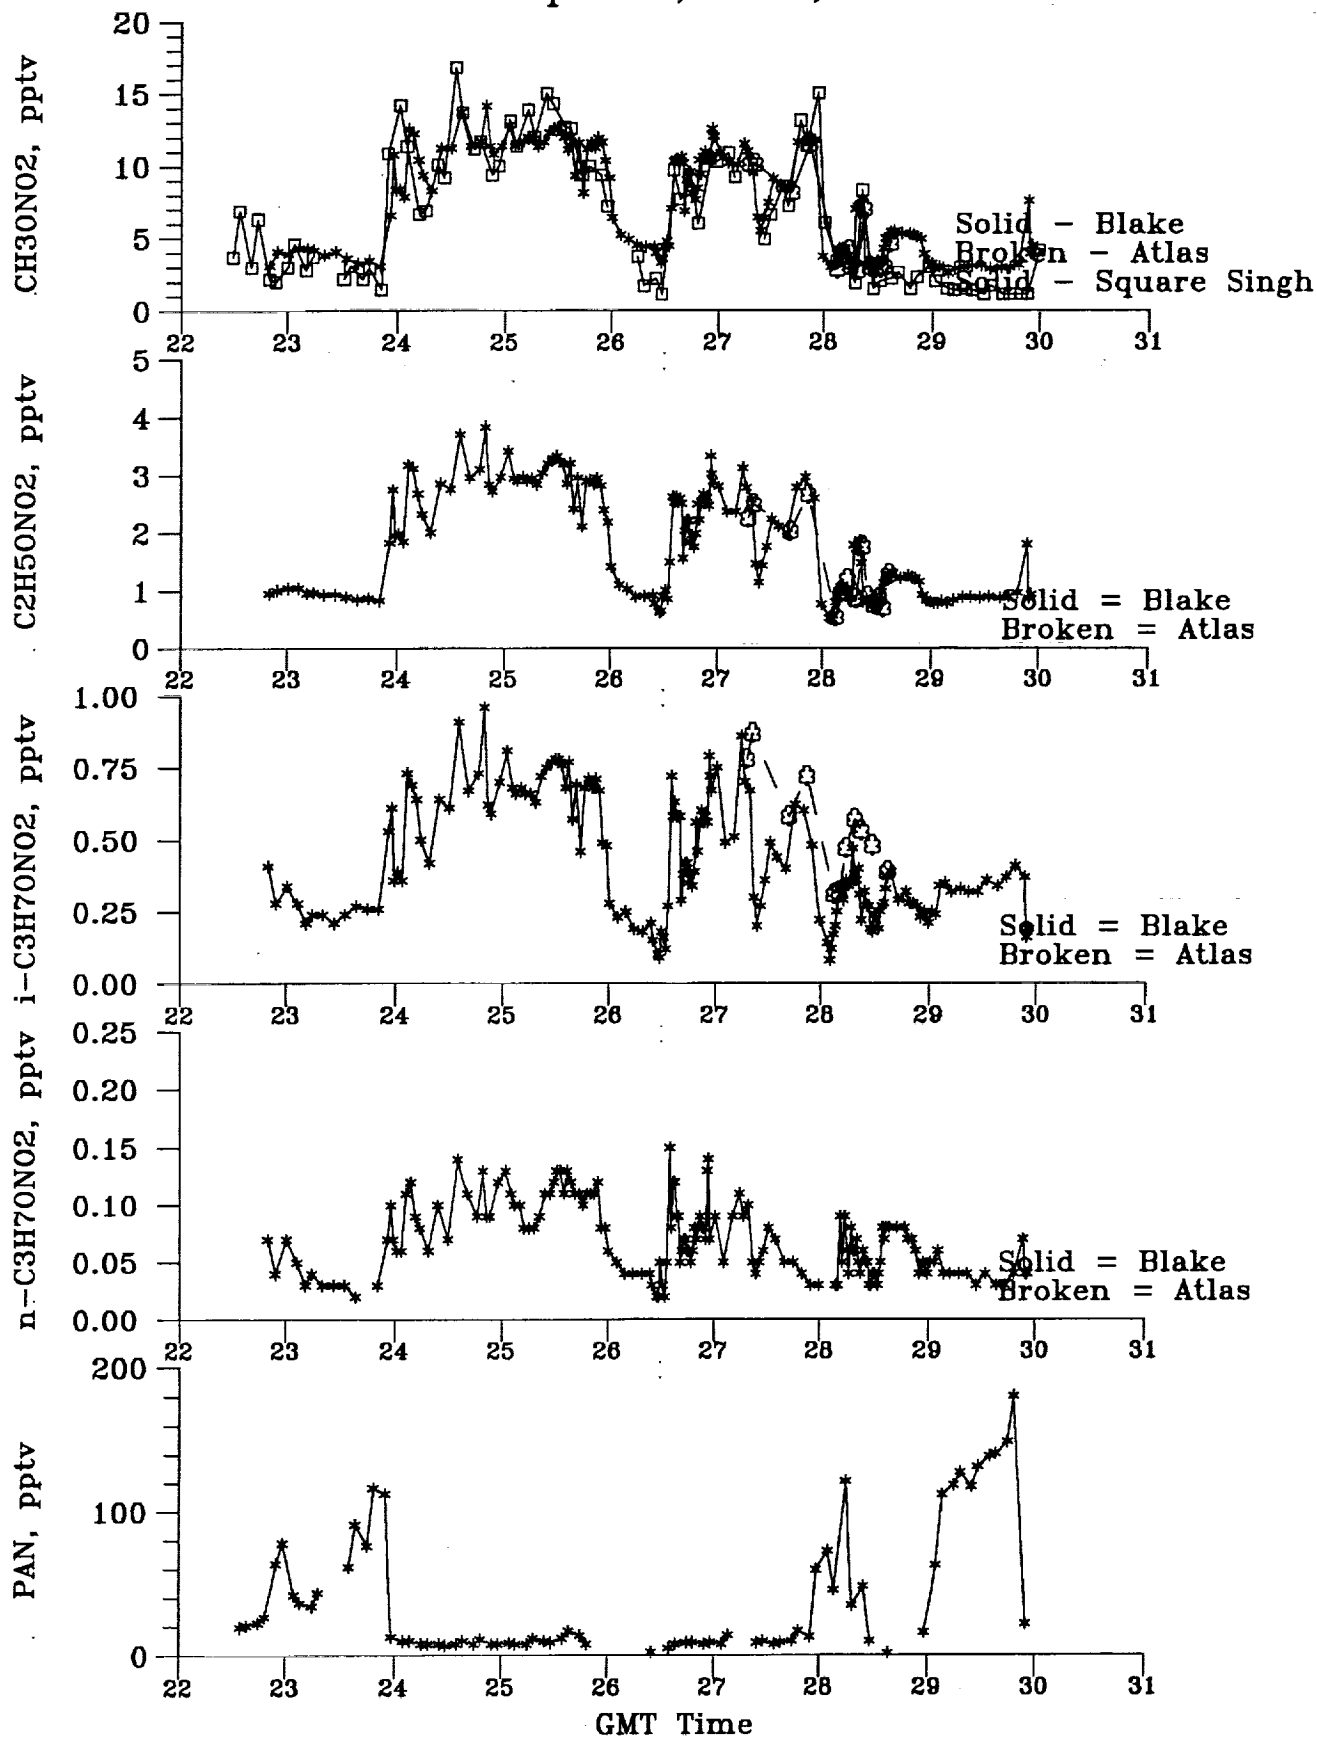 CH3ONO2, pptv
20
15
10
5
0
Solid - Blake
Broken - Atlas
Solid - Square Singh
22 23 24 25 26 27 28 29 30 31
C2H5ONO2, pptv
5
4
3
2
1
0
Solid = Blake
Broken = Atlas
22 23 24 25 26 27 28 29 30 31
i-C3H7ONO2, pptv
1.00
0.75
0.50
0.25
0.00
Solid = Blake
Broken = Atlas
22 23 24 25 26 27 28 29 30 31
n-C3H7ONO2, pptv
0.25
0.20
0.15
0.10
0.05
0.00
Solid = Blake
Broken = Atlas
22 23 24 25 26 27 28 29 30 31
PAN, pptv
200
100
0
22 23 24 25 26 27 28 29 30 31
GMT Time